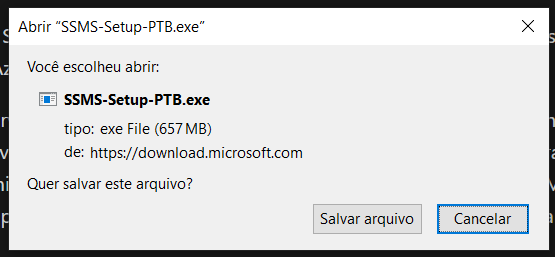 Abrir “SSMS-Setup-PTB.exe”
Você escolheu abrir:
SSMS-Setup-PTB.exe
tipo: exe File (657 MB)
de: https://download.microsoft.com
Quer salvar este arquivo?
Salvar arquivo
Cancelar